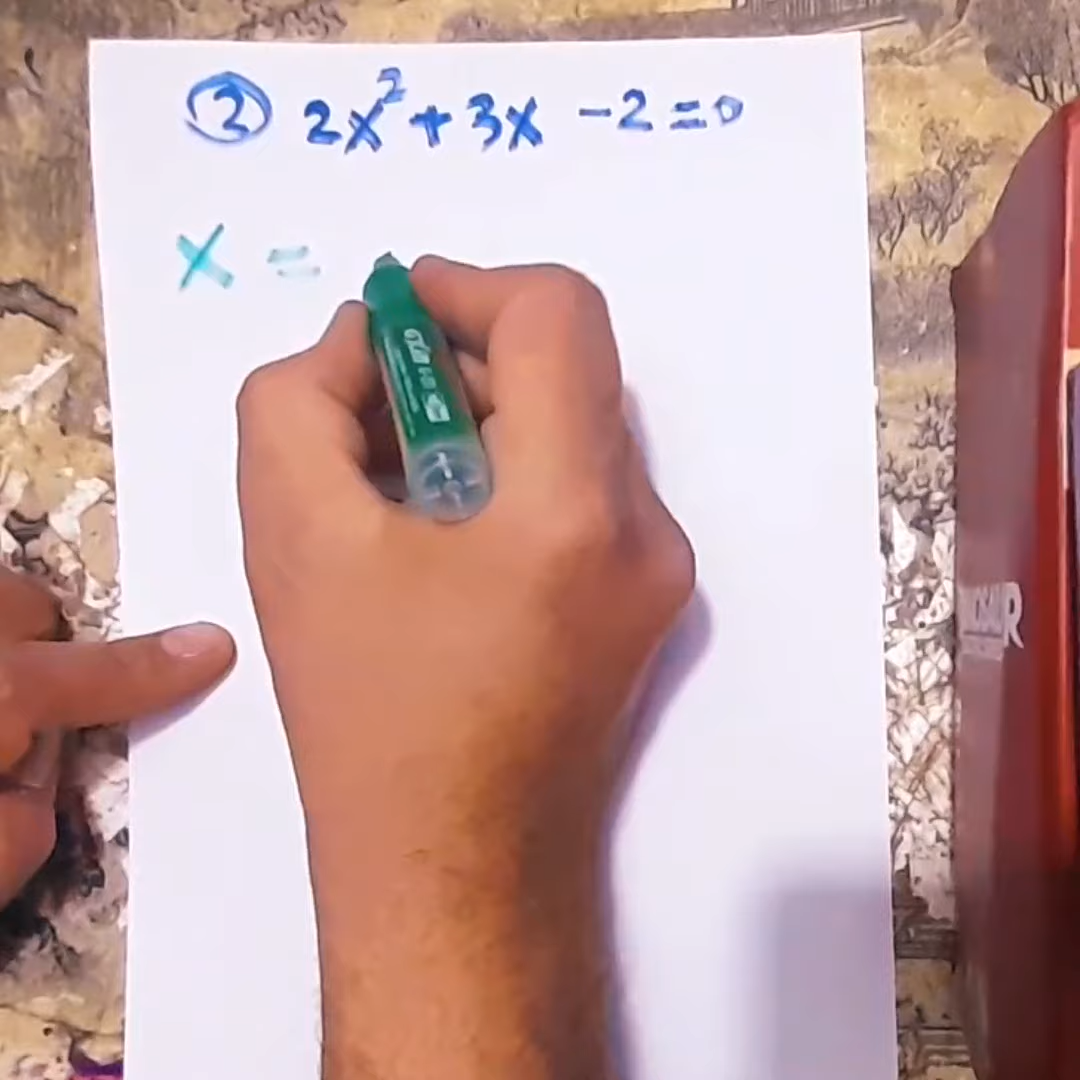 ② 2x² + 3x - 2 = 0
x =